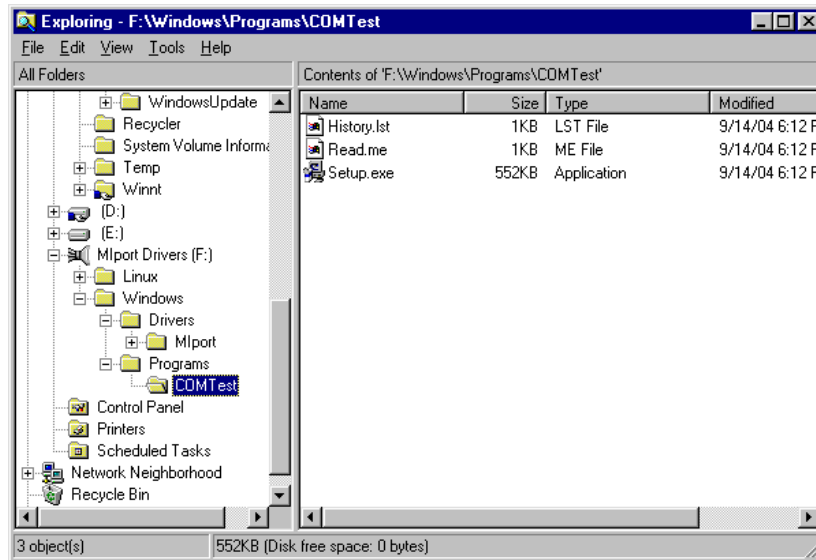 Exploring - F:\Windows\Programs\COMTest
File Edit View Tools Help
All Folders
Contents of 'F:\Windows\Programs\COMTest'
WindowsUpdate
Recycler
System Volume Informa
Temp
Winnt
(D:)
(E:)
MIport Drivers (F:)
Linux
Windows
Drivers
MIport
Programs
COMTest
Control Panel
Printers
Scheduled Tasks
Network Neighborhood
Recycle Bin
Name Size Type Modified
History.lst 1KB LST File 9/14/04 6:12 P
Read.me 1KB ME File 9/14/04 6:12 P
Setup.exe 552KB Application 9/14/04 6:12 P
3 object(s) 552KB (Disk free space: 0 bytes)